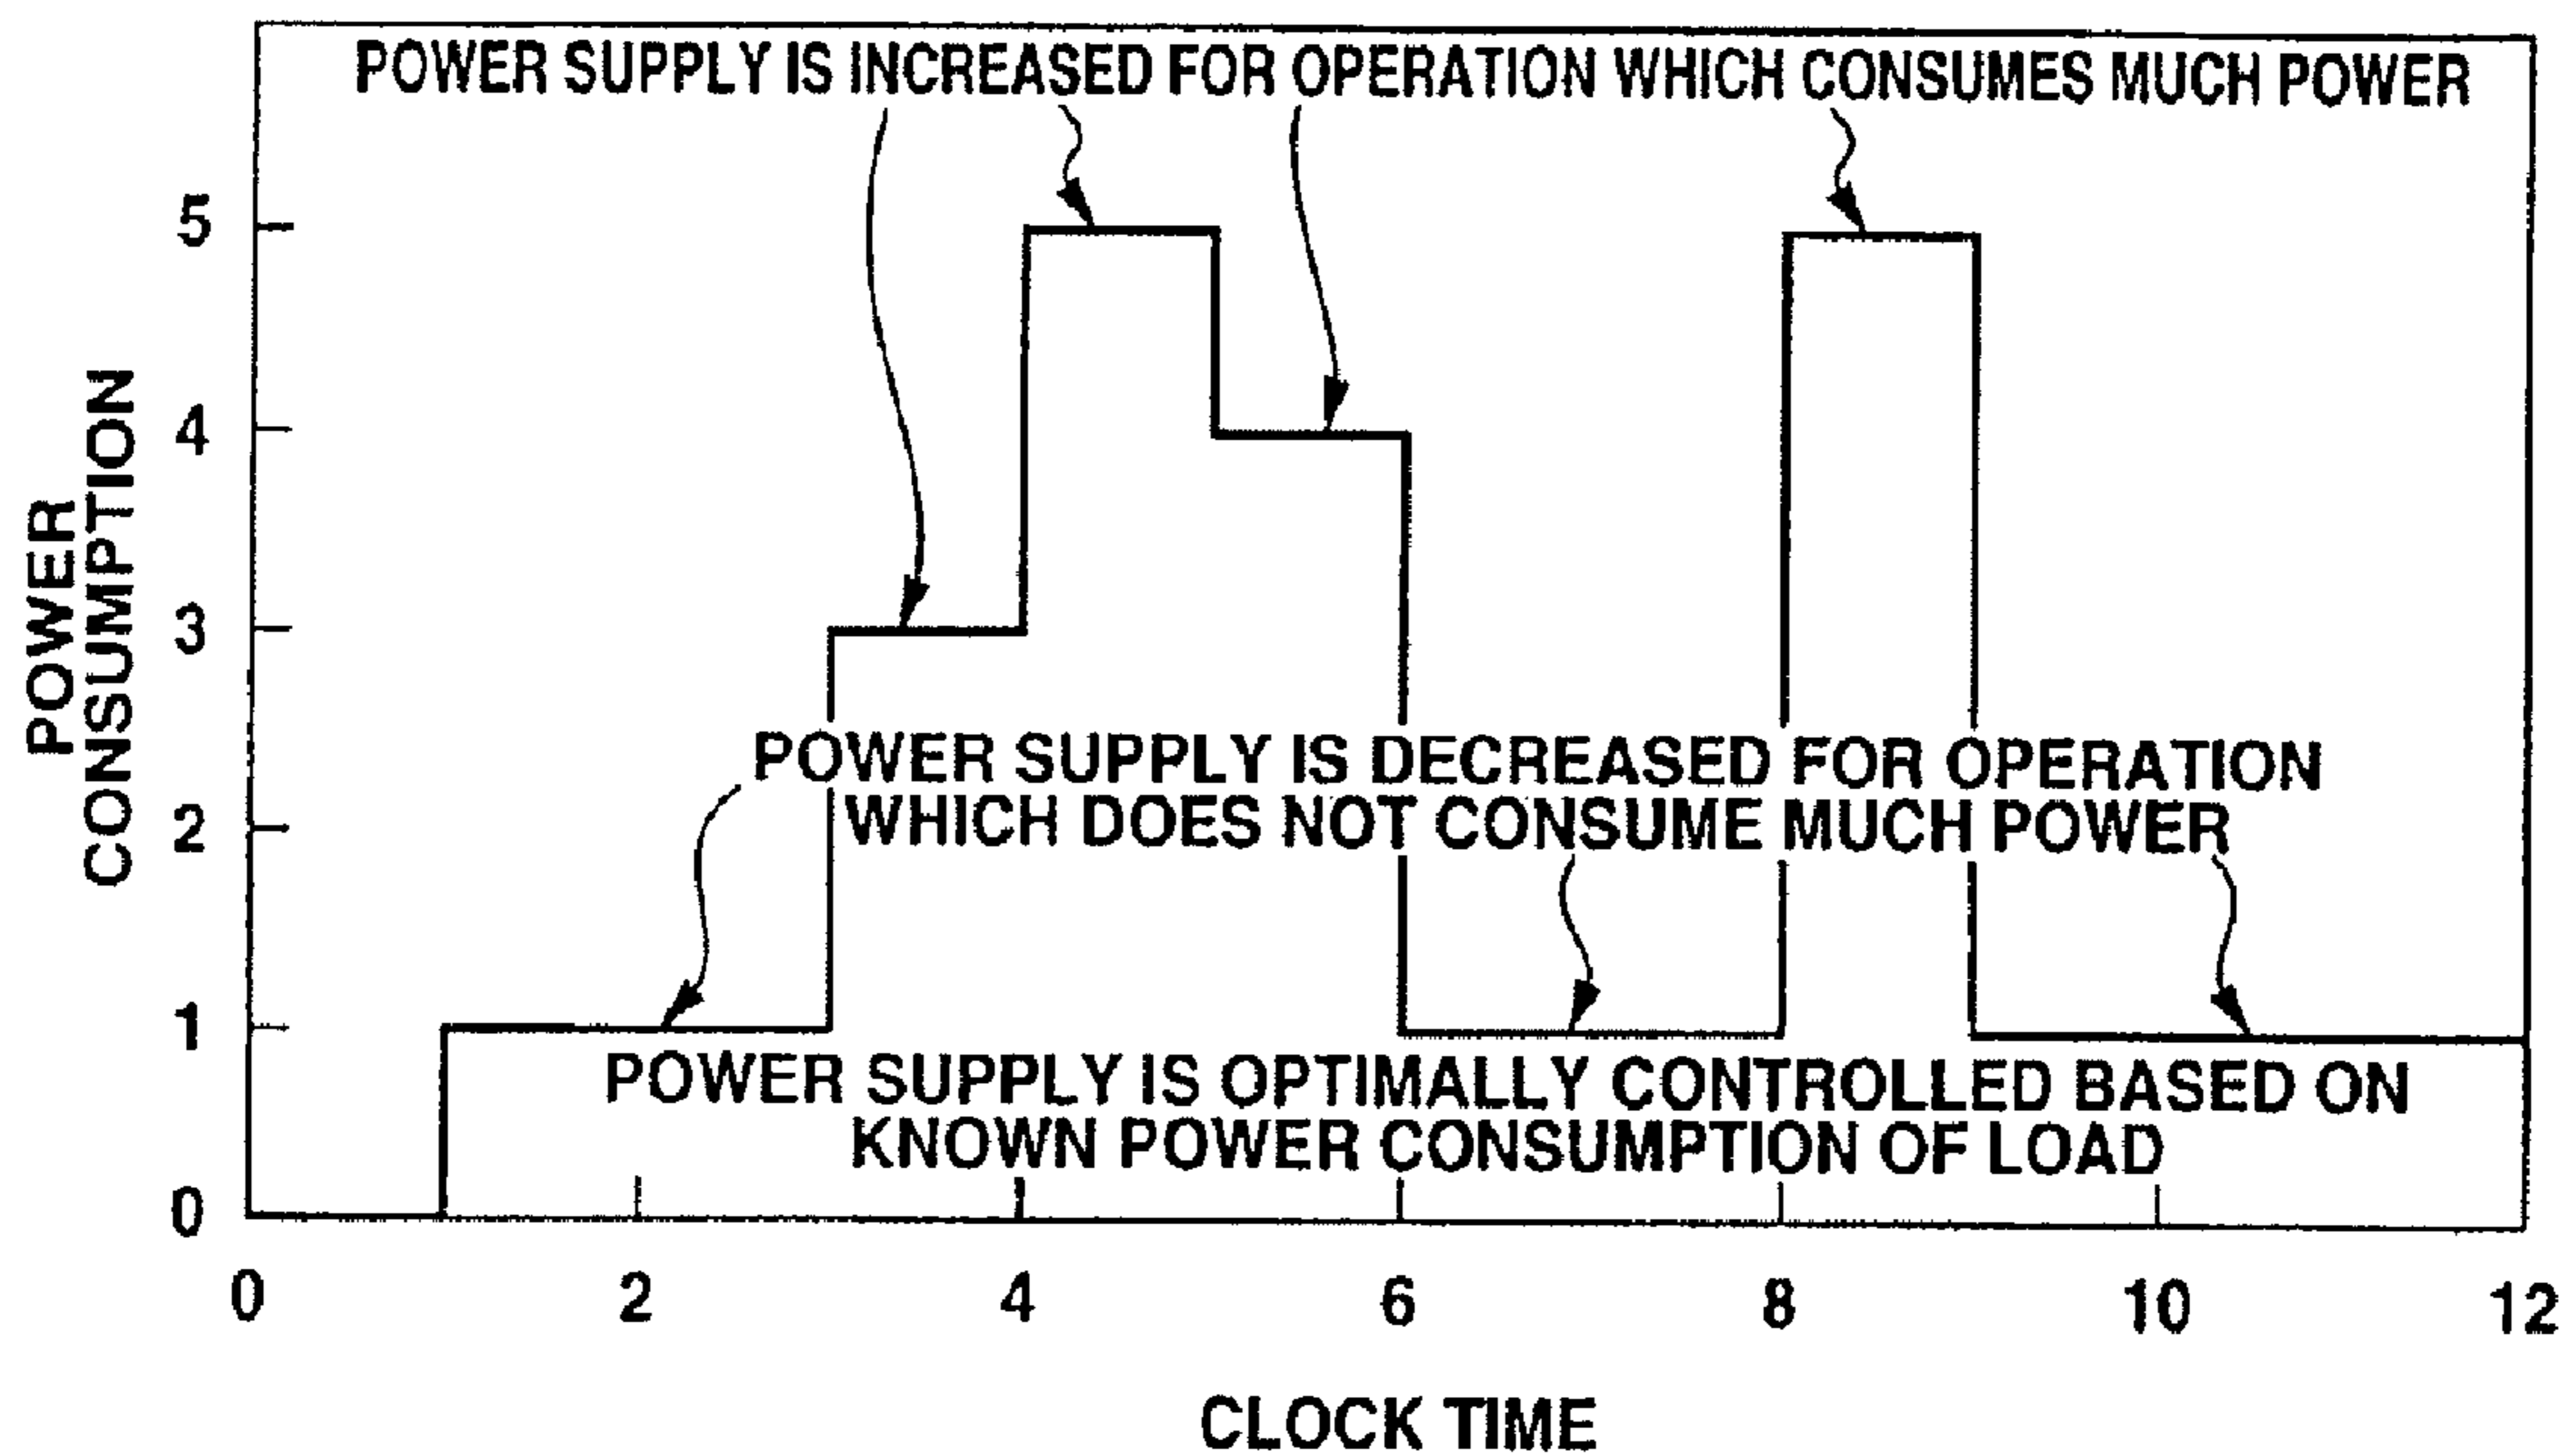 POWER SUPPLY IS INCREASED FOR OPERATION WHICH CONSUMES MUCH POWER
5
4
3
2
1
0
POWER
CONSUMPTION
POWER SUPPLY IS DECREASED FOR OPERATION
WHICH DOES NOT CONSUME MUCH POWER
POWER SUPPLY IS OPTIMALLY CONTROLLED BASED ON
KNOWN POWER CONSUMPTION OF LOAD
0 2 4 6 8 10 12
CLOCK TIME